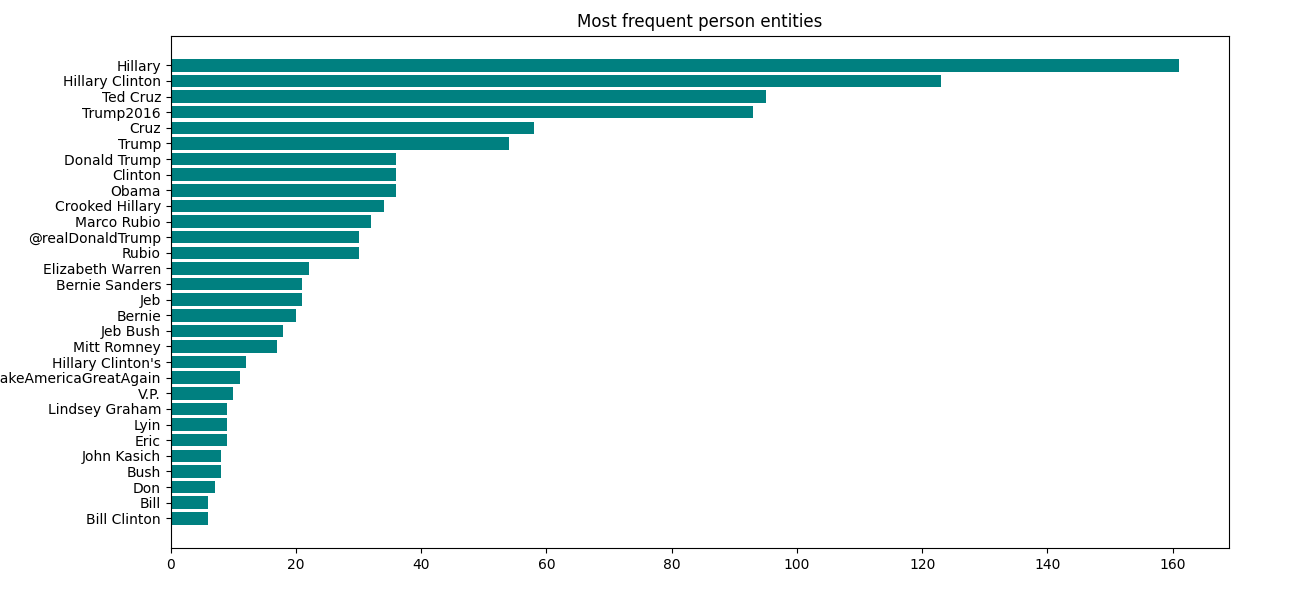 Most frequent person entities
Hillary
Hillary Clinton
Ted Cruz
Trump2016
Cruz
Trump
Donald Trump
Clinton
Obama
Crooked Hillary
Marco Rubio
@realDonaldTrump
Rubio
Elizabeth Warren
Bernie Sanders
Jeb
Bernie
Jeb Bush
Mitt Romney
Hillary Clinton's
akeAmericaGreatAgain
V.P.
Lindsey Graham
Lyin
Eric
John Kasich
Bush
Don
Bill
Bill Clinton
0 20 40 60 80 100 120 140 160